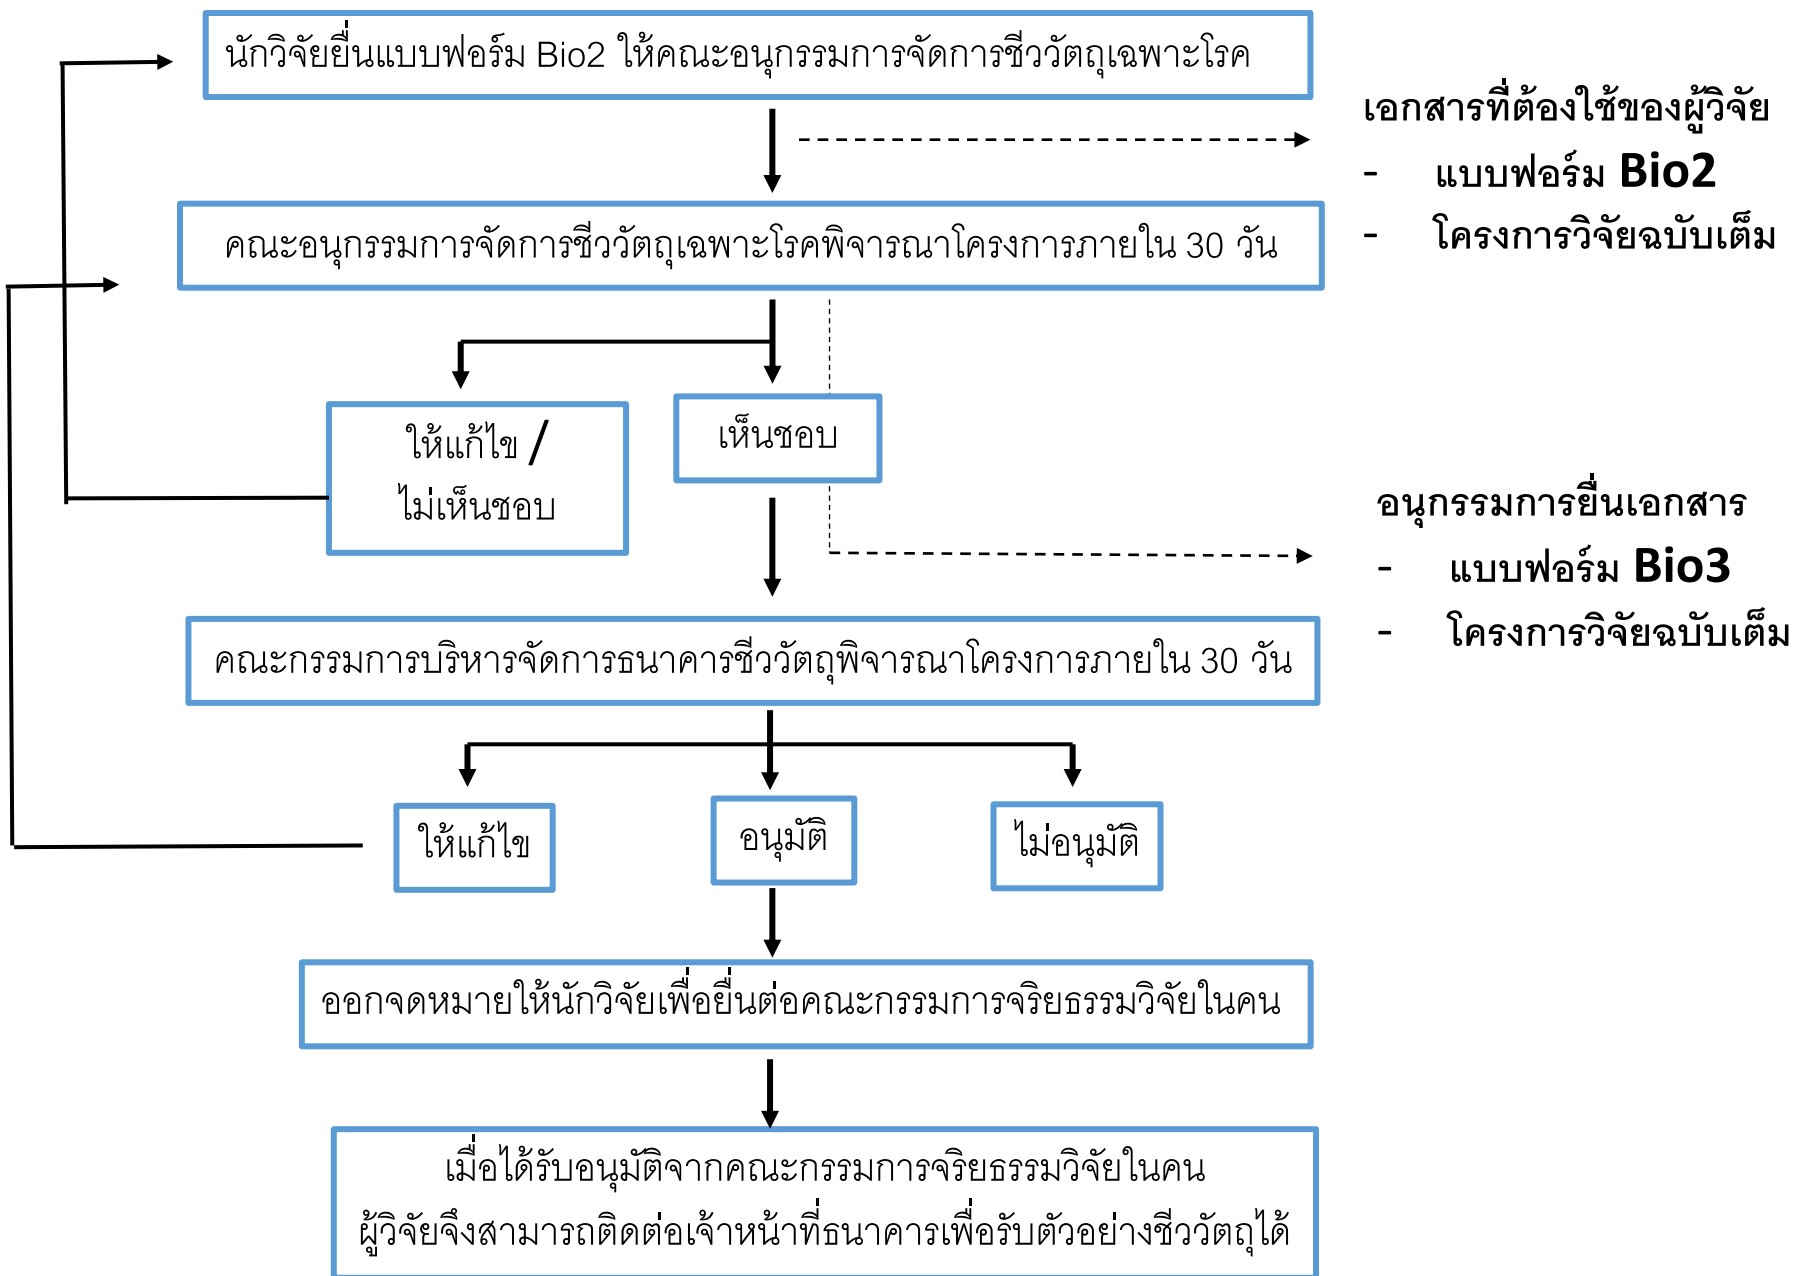 นักวิจัยยื่นแบบฟอร์ม Bio2 ให้คณะอนุกรรมการจัดการชีววัตถุเฉพาะโรค
เอกสารที่ต้องใช้ของผู้วิจัย
- แบบฟอร์ม Bio2
- โครงการวิจัยฉบับเต็ม
คณะอนุกรรมการจัดการชีววัตถุเฉพาะโรคพิจารณาโครงการภายใน 30 วัน
ให้แก้ไข /
ไม่เห็นชอบ
เห็นชอบ
อนุกรรมการยื่นเอกสาร
- แบบฟอร์ม Bio3
- โครงการวิจัยฉบับเต็ม
คณะกรรมการบริหารจัดการธนาคารชีววัตถุพิจารณาโครงการภายใน 30 วัน
ให้แก้ไข
อนุมัติ
ไม่อนุมัติ
ออกจดหมายให้นักวิจัยเพื่อยื่นต่อคณะกรรมการจริยธรรมวิจัยในคน
เมื่อได้รับอนุมัติจากคณะกรรมการจริยธรรมวิจัยในคน
ผู้วิจัยจึงสามารถติดต่อเจ้าหน้าที่ธนาคารเพื่อรับตัวอย่างชีววัตถุได้